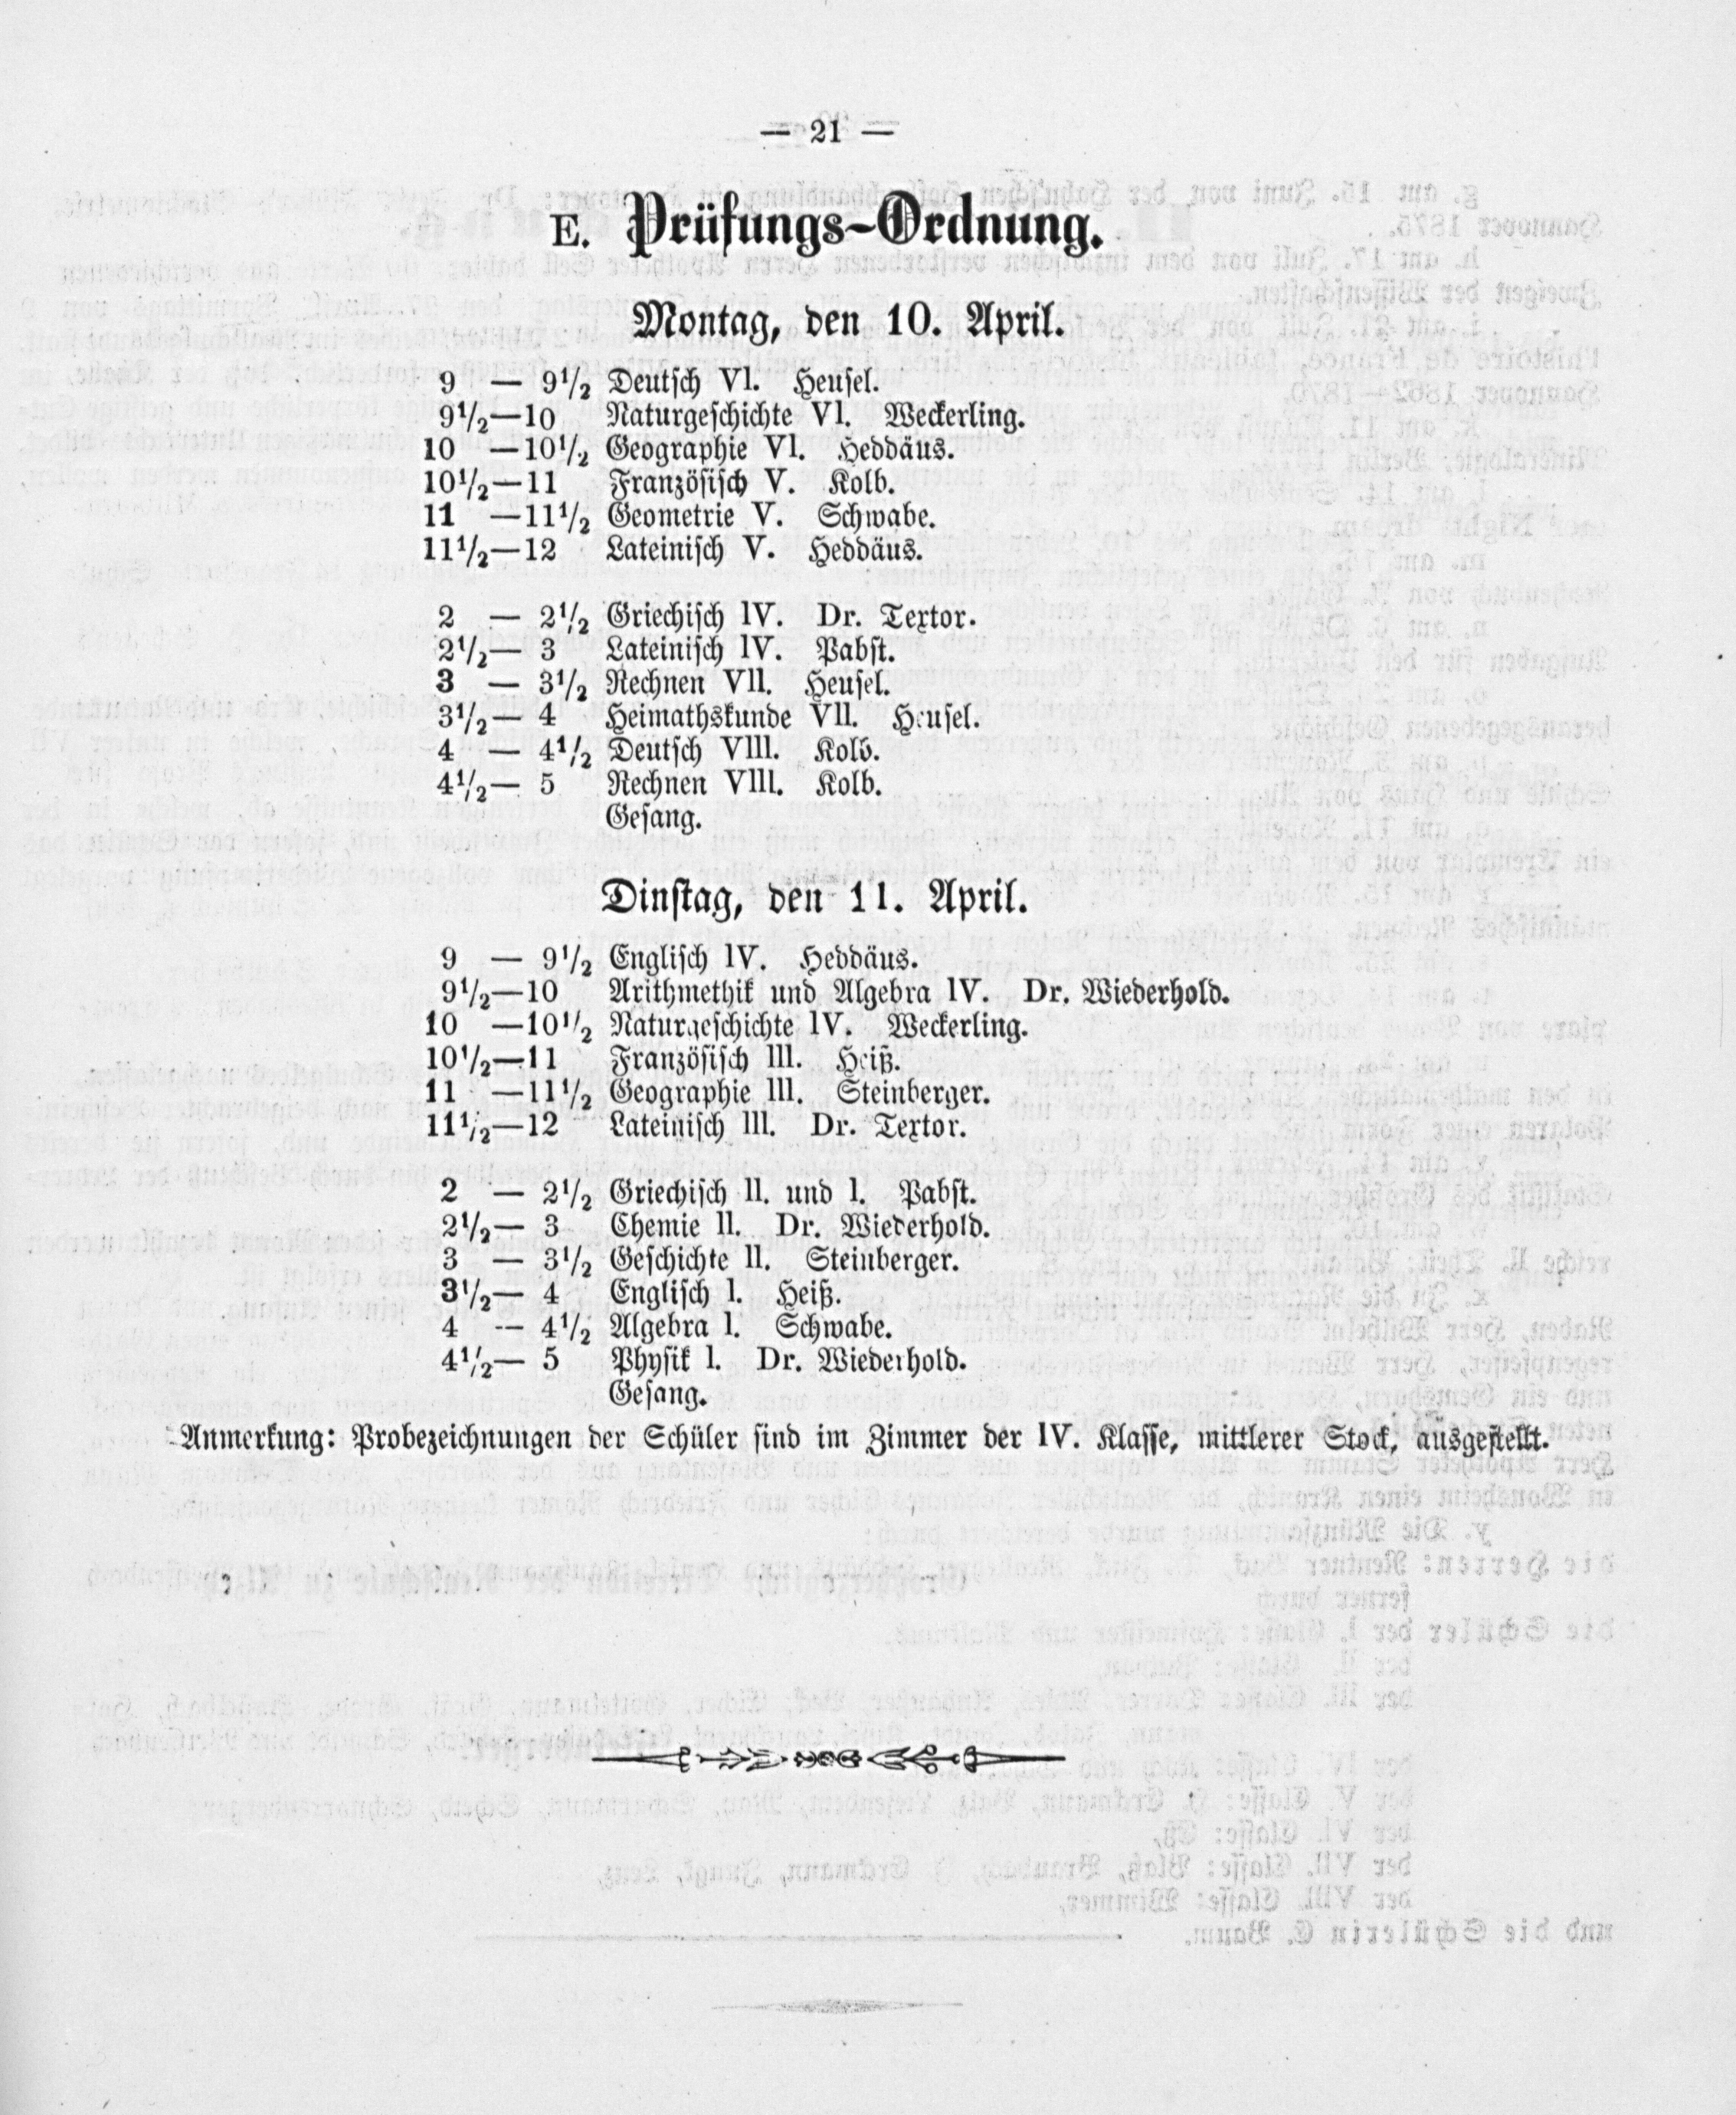 — 21 —
E. Prüfungs-Ordnung.
Montag, den 10. April.
9 — 9½ Deutsch VI. Heusel.
9½—10 Naturgeschichte VI. Weckerling.
10 —10½ Geographie VI. Heddäus.
10½—11 Französisch V. Kolb.
11 —11½ Geometrie V. Schwabe.
11½—12 Lateinisch V. Heddäus.
2 — 2½ Griechisch IV. Dr. Textor.
2½— 3 Lateinisch IV. Pabst.
3 — 3½ Rechnen VII. Heusel.
3½— 4 Heimathskunde VII. Heusel.
4 — 4½ Deutsch VIII. Kolb.
4½— 5 Rechnen VIII. Kolb.
Gesang.
Dinstag, den 11. April.
9 — 9½ Englisch IV. Heddäus.
9½—10 Arithmethik und Algebra IV. Dr. Wiederhold.
10 —10½ Naturgeschichte IV. Weckerling.
10½—11 Französisch III. Heiß.
11 —11½ Geographie III. Steinberger.
11½—12 Lateinisch III. Dr. Textor.
2 — 2½ Griechisch II. und I. Pabst.
2½— 3 Chemie II. Dr. Wiederhold.
3 — 3½ Geschichte II. Steinberger.
3½— 4 Englisch I. Heiß.
4 — 4½ Algebra I. Schwabe.
4½— 5 Physik I. Dr. Wiederhold.
Gesang.
Anmerkung: Probezeichnungen der Schüler sind im Zimmer der IV. Klasse, mittlerer Stock, ausgestellt.